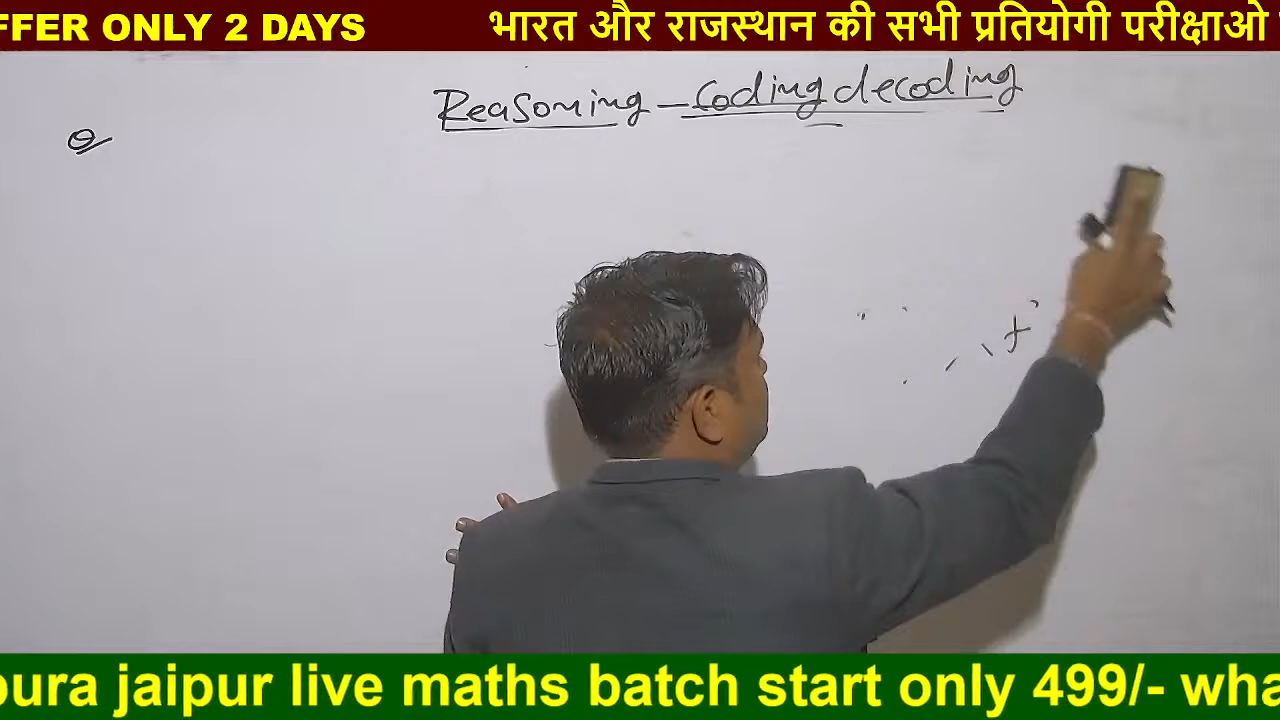 FFER ONLY 2 DAYS भारत और राजस्थान की सभी प्रतियोगी परीक्षाओ
Reasoning - Coding decoding
Q
pura jaipur live maths batch start only 499/- wha